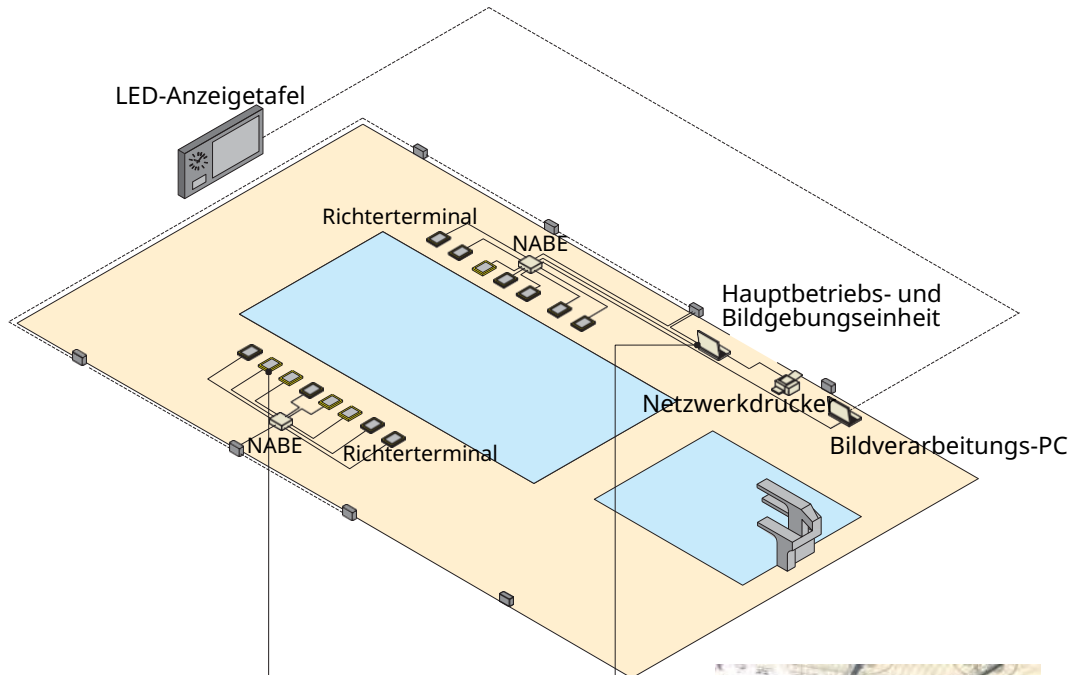 LED-Anzeigetafel
Richterterminal
NABE
Hauptbetriebs- und
Bildgebungseinheit
Netzwerkdrucker
Bildverarbeitungs-PC
NABE
Richterterminal